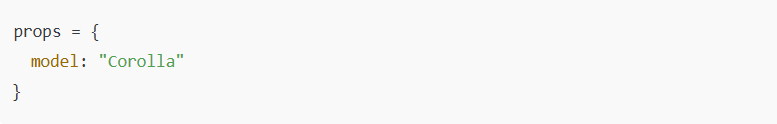 props = {
  model: "Corolla"
}